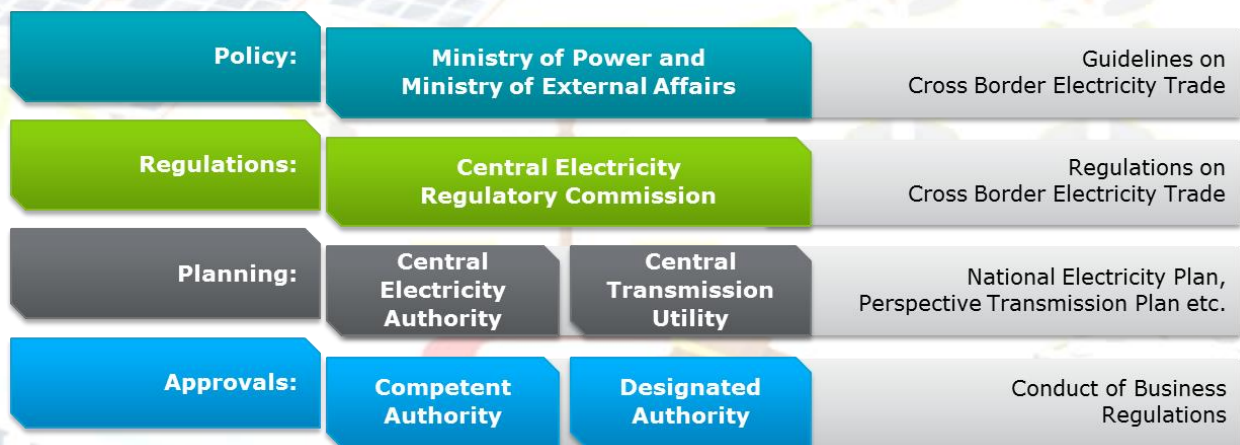 Policy:
Ministry of Power and
Ministry of External Affairs
Guidelines on
Cross Border Electricity Trade
Regulations:
Central Electricity
Regulatory Commission
Regulations on
Cross Border Electricity Trade
Planning:
Central
Electricity
Authority
Central
Transmission
Utility
National Electricity Plan,
Perspective Transmission Plan etc.
Approvals:
Competent
Authority
Designated
Authority
Conduct of Business
Regulations